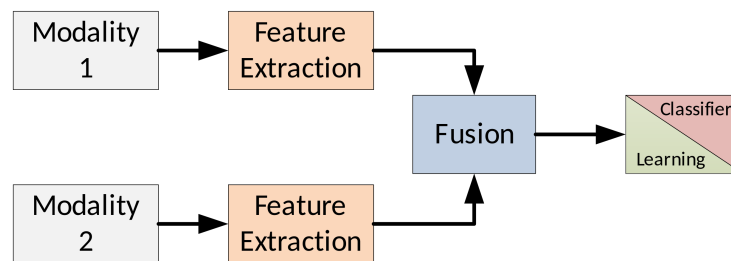 Modality
1
Feature
Extraction
Fusion
Classifier
Learning
Modality
2
Feature
Extraction